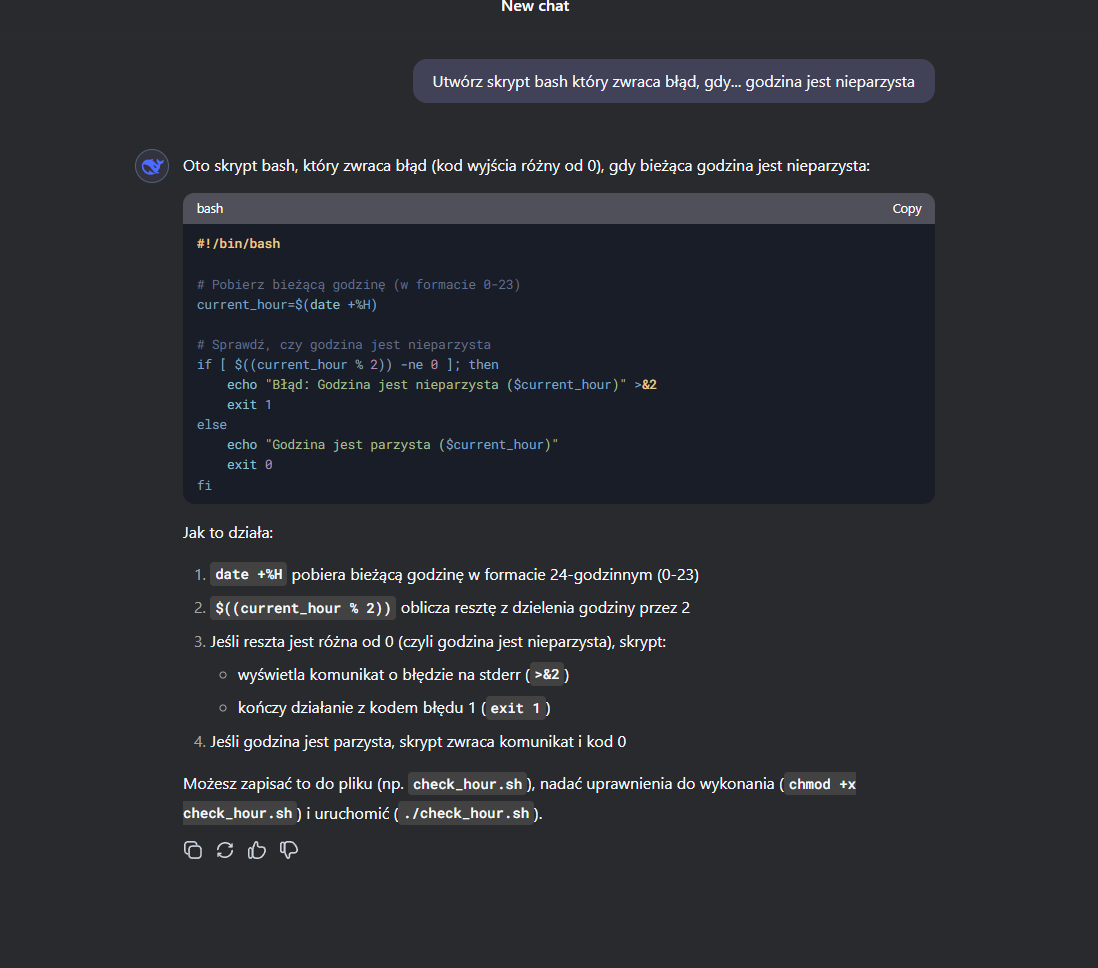 New chat
Utwórz skrypt bash który zwraca błąd, gdy... godzina jest nieparzysta
Oto skrypt bash, który zwraca błąd (kod wyjścia różny od 0), gdy bieżąca godzina jest nieparzysta:
bash
Copy
#!/bin/bash
# Pobierz bieżącą godzinę (w formacie 0-23)
current_hour=$(date +%H)
# Sprawdź, czy godzina jest nieparzysta
if [ $((current_hour % 2)) -ne 0 ]; then
    echo "Błąd: Godzina jest nieparzysta ($current_hour)" >&2
    exit 1
else
    echo "Godzina jest parzysta ($current_hour)"
    exit 0
fi
Jak to działa:
1. date +%H pobiera bieżącą godzinę w formacie 24-godzinnym (0-23)
2. $((current_hour % 2)) oblicza resztę z dzielenia godziny przez 2
3. Jeśli reszta jest różna od 0 (czyli godzina jest nieparzysta), skrypt:
○ wyświetla komunikat o błędzie na stderr (>&2)
○ kończy działanie z kodem błędu 1 (exit 1)
4. Jeśli godzina jest parzysta, skrypt zwraca komunikat i kod 0
Możesz zapisać to do pliku (np. check_hour.sh), nadać uprawnienia do wykonania (chmod +x
check_hour.sh) i uruchomić (./check_hour.sh).